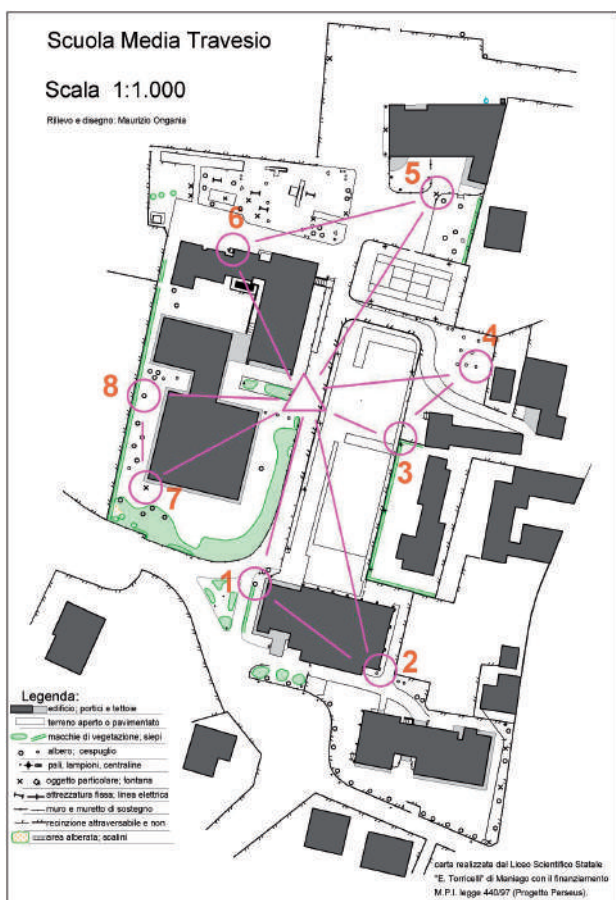 Scuola Media Travesio
Scala 1:1.000
Rilievo e disegno: Maurizio Ongania
5
6
4
8
3
7
1
2
Legenda:
edificio; portici e tettoie
terreno aperto o pavimentato
macchie di vegetazione; siepi
albero; cespuglio
pali, lampioni, centraline
oggetto particolare; fontana
attrezzatura fissa; linea elettrica
muro e muretto di sostegno
recinzione attraversabile e non
area alberata; scalini
carta realizzata dal Liceo Scientifico Statale
"E. Torricelli" di Maniago con il finanziamento
M.P.I. legge 440/97 (Progetto Perseus).